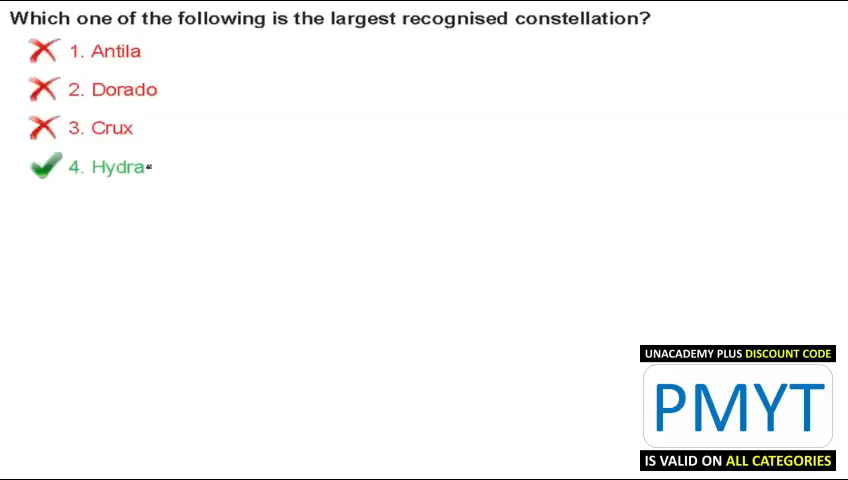 Which one of the following is the largest recognised constellation?
1. Antila
2. Dorado
3. Crux
4. Hydra
UNACADEMY PLUS DISCOUNT CODE
PMYT
IS VALID ON ALL CATEGORIES